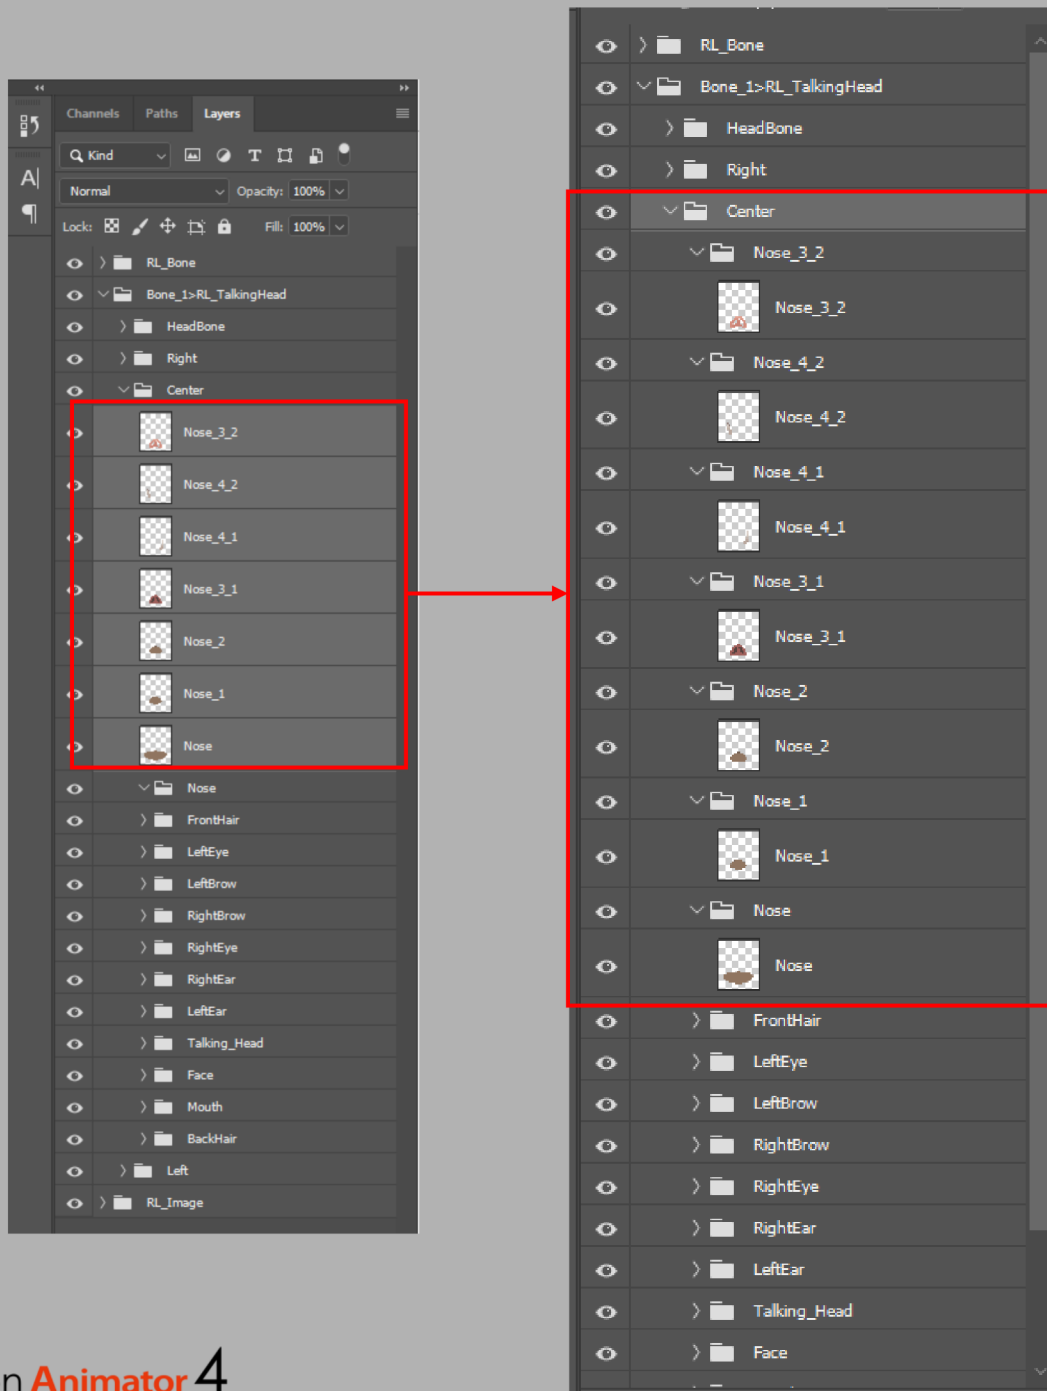 Channels Paths Layers
Kind
Normal Opacity: 100%
Lock: Fill: 100%
RL_Bone
Bone_1>RL_TalkingHead
HeadBone
Right
Center
Nose_3_2
Nose_4_2
Nose_4_1
Nose_3_1
Nose_2
Nose_1
Nose
Nose
FrontHair
LeftEye
LeftBrow
RightBrow
RightEye
RightEar
LeftEar
Talking_Head
Face
Mouth
BackHair
Left
RL_Image
RL_Bone
Bone_1>RL_TalkingHead
HeadBone
Right
Center
Nose_3_2
Nose_3_2
Nose_4_2
Nose_4_2
Nose_4_1
Nose_4_1
Nose_3_1
Nose_3_1
Nose_2
Nose_2
Nose_1
Nose_1
Nose
Nose
FrontHair
LeftEye
LeftBrow
RightBrow
RightEye
RightEar
LeftEar
Talking_Head
Face
n Animator 4